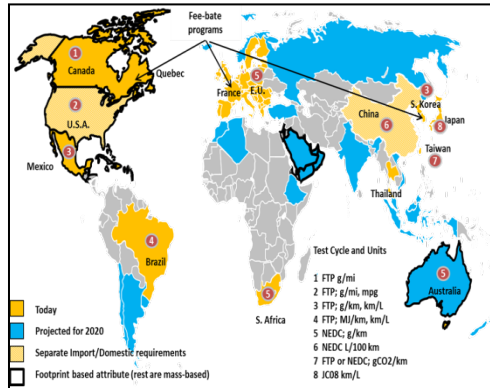 Fee-bate
programs
1
Canada
Quebec
2
U.S.A.
Mexico
3
France
5
E.U.
China
6
3
S. Korea
Japan
8
Taiwan
7
Thailand
4
Brazil
5
S. Africa
5
Australia
Test Cycle and Units
1 FTP g/mi
2 FTP; g/mi, mpg
3 FTP; g/km, km/L
4 FTP; MJ/km, km/L
5 NEDC; g/km
6 NEDC L/100 km
7 FTP or NEDC; gCO2/km
8 JC08 km/L
Today
Projected for 2020
Separate Import/Domestic requirements
Footprint based attribute (rest are mass-based)